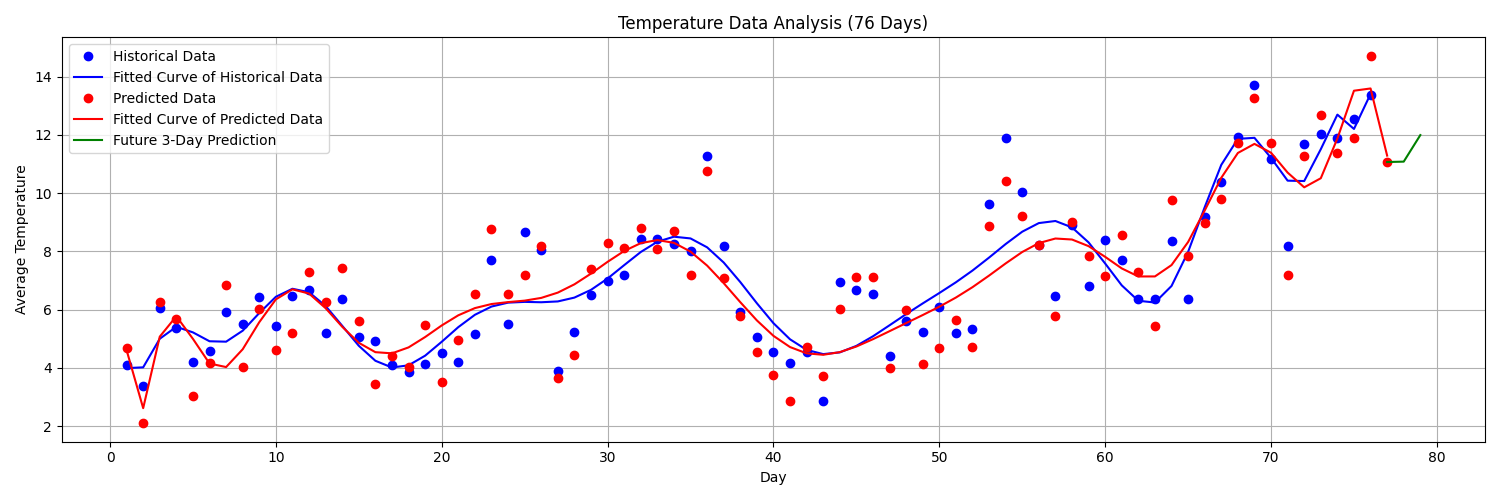 Temperature Data Analysis (76 Days)
Historical Data
Fitted Curve of Historical Data
Predicted Data
Fitted Curve of Predicted Data
Future 3-Day Prediction
Average Temperature
14
12
10
8
6
4
2
0 10 20 30 40 50 60 70 80
Day